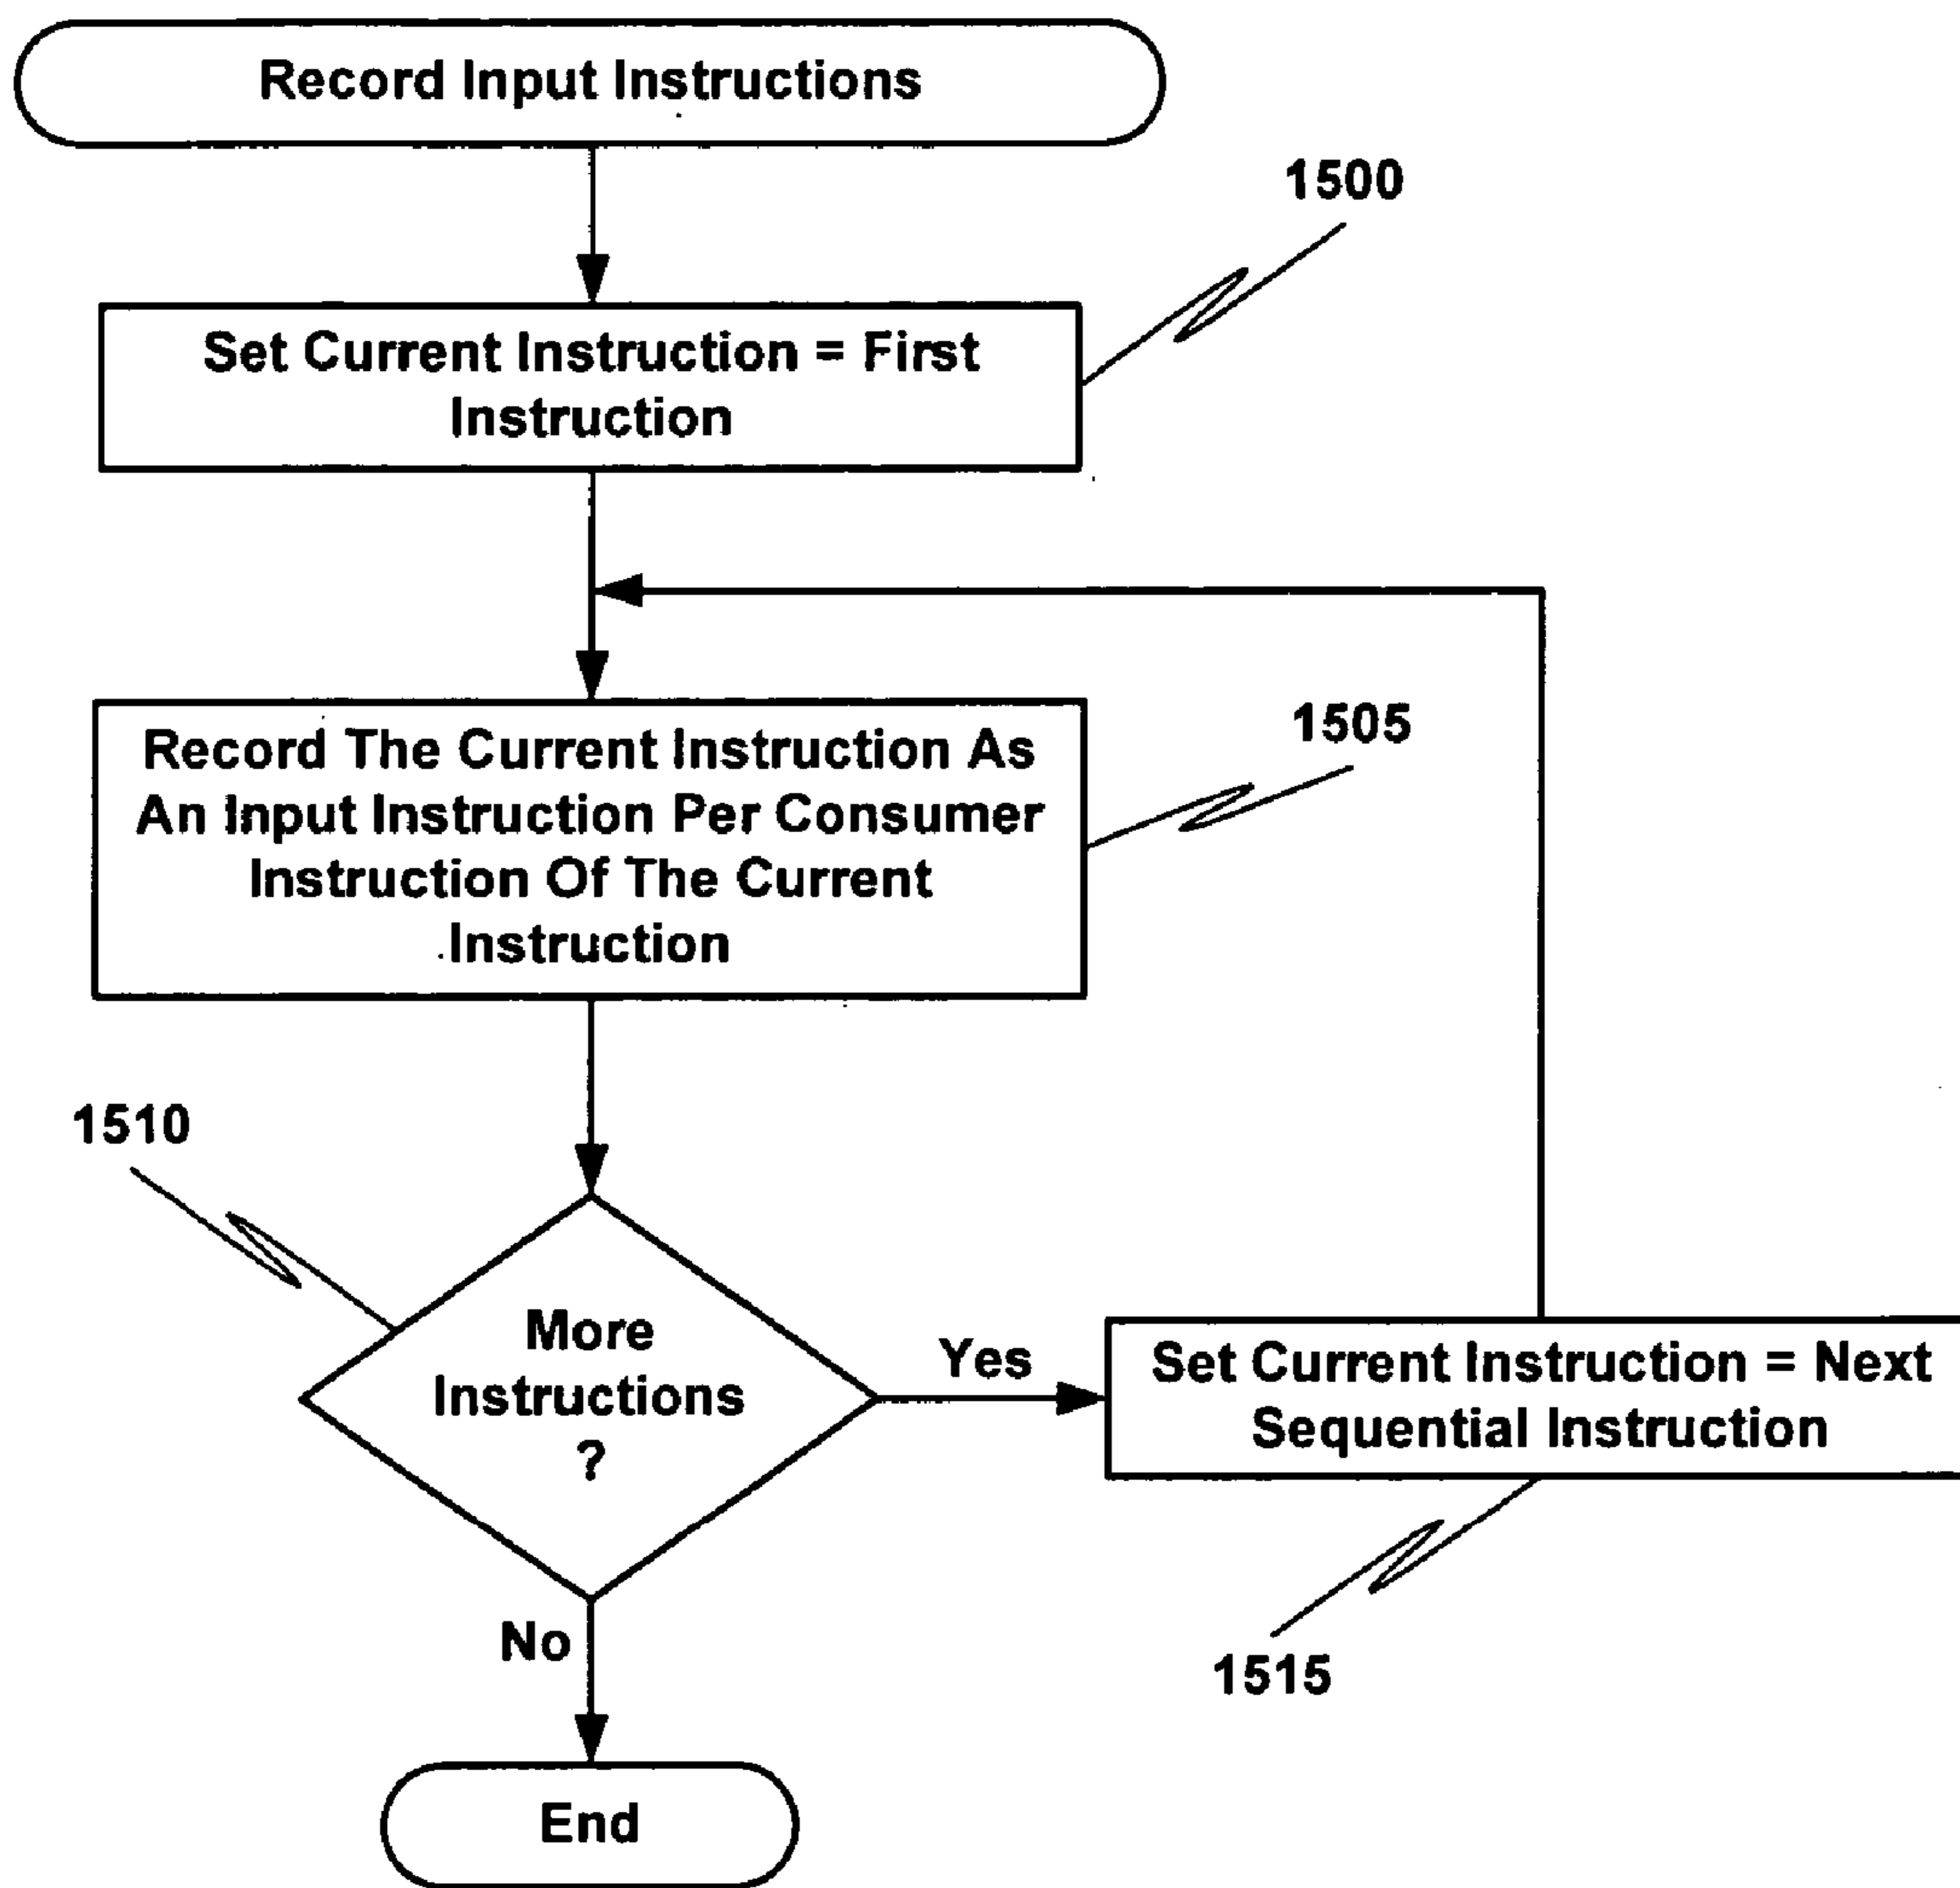 Record Input Instructions
1500
Set Current Instruction = First
Instruction
1505
Record The Current Instruction As
An Input Instruction Per Consumer
Instruction Of The Current
Instruction
1510
More
Instructions
?
Yes
Set Current Instruction = Next
Sequential Instruction
No
1515
End